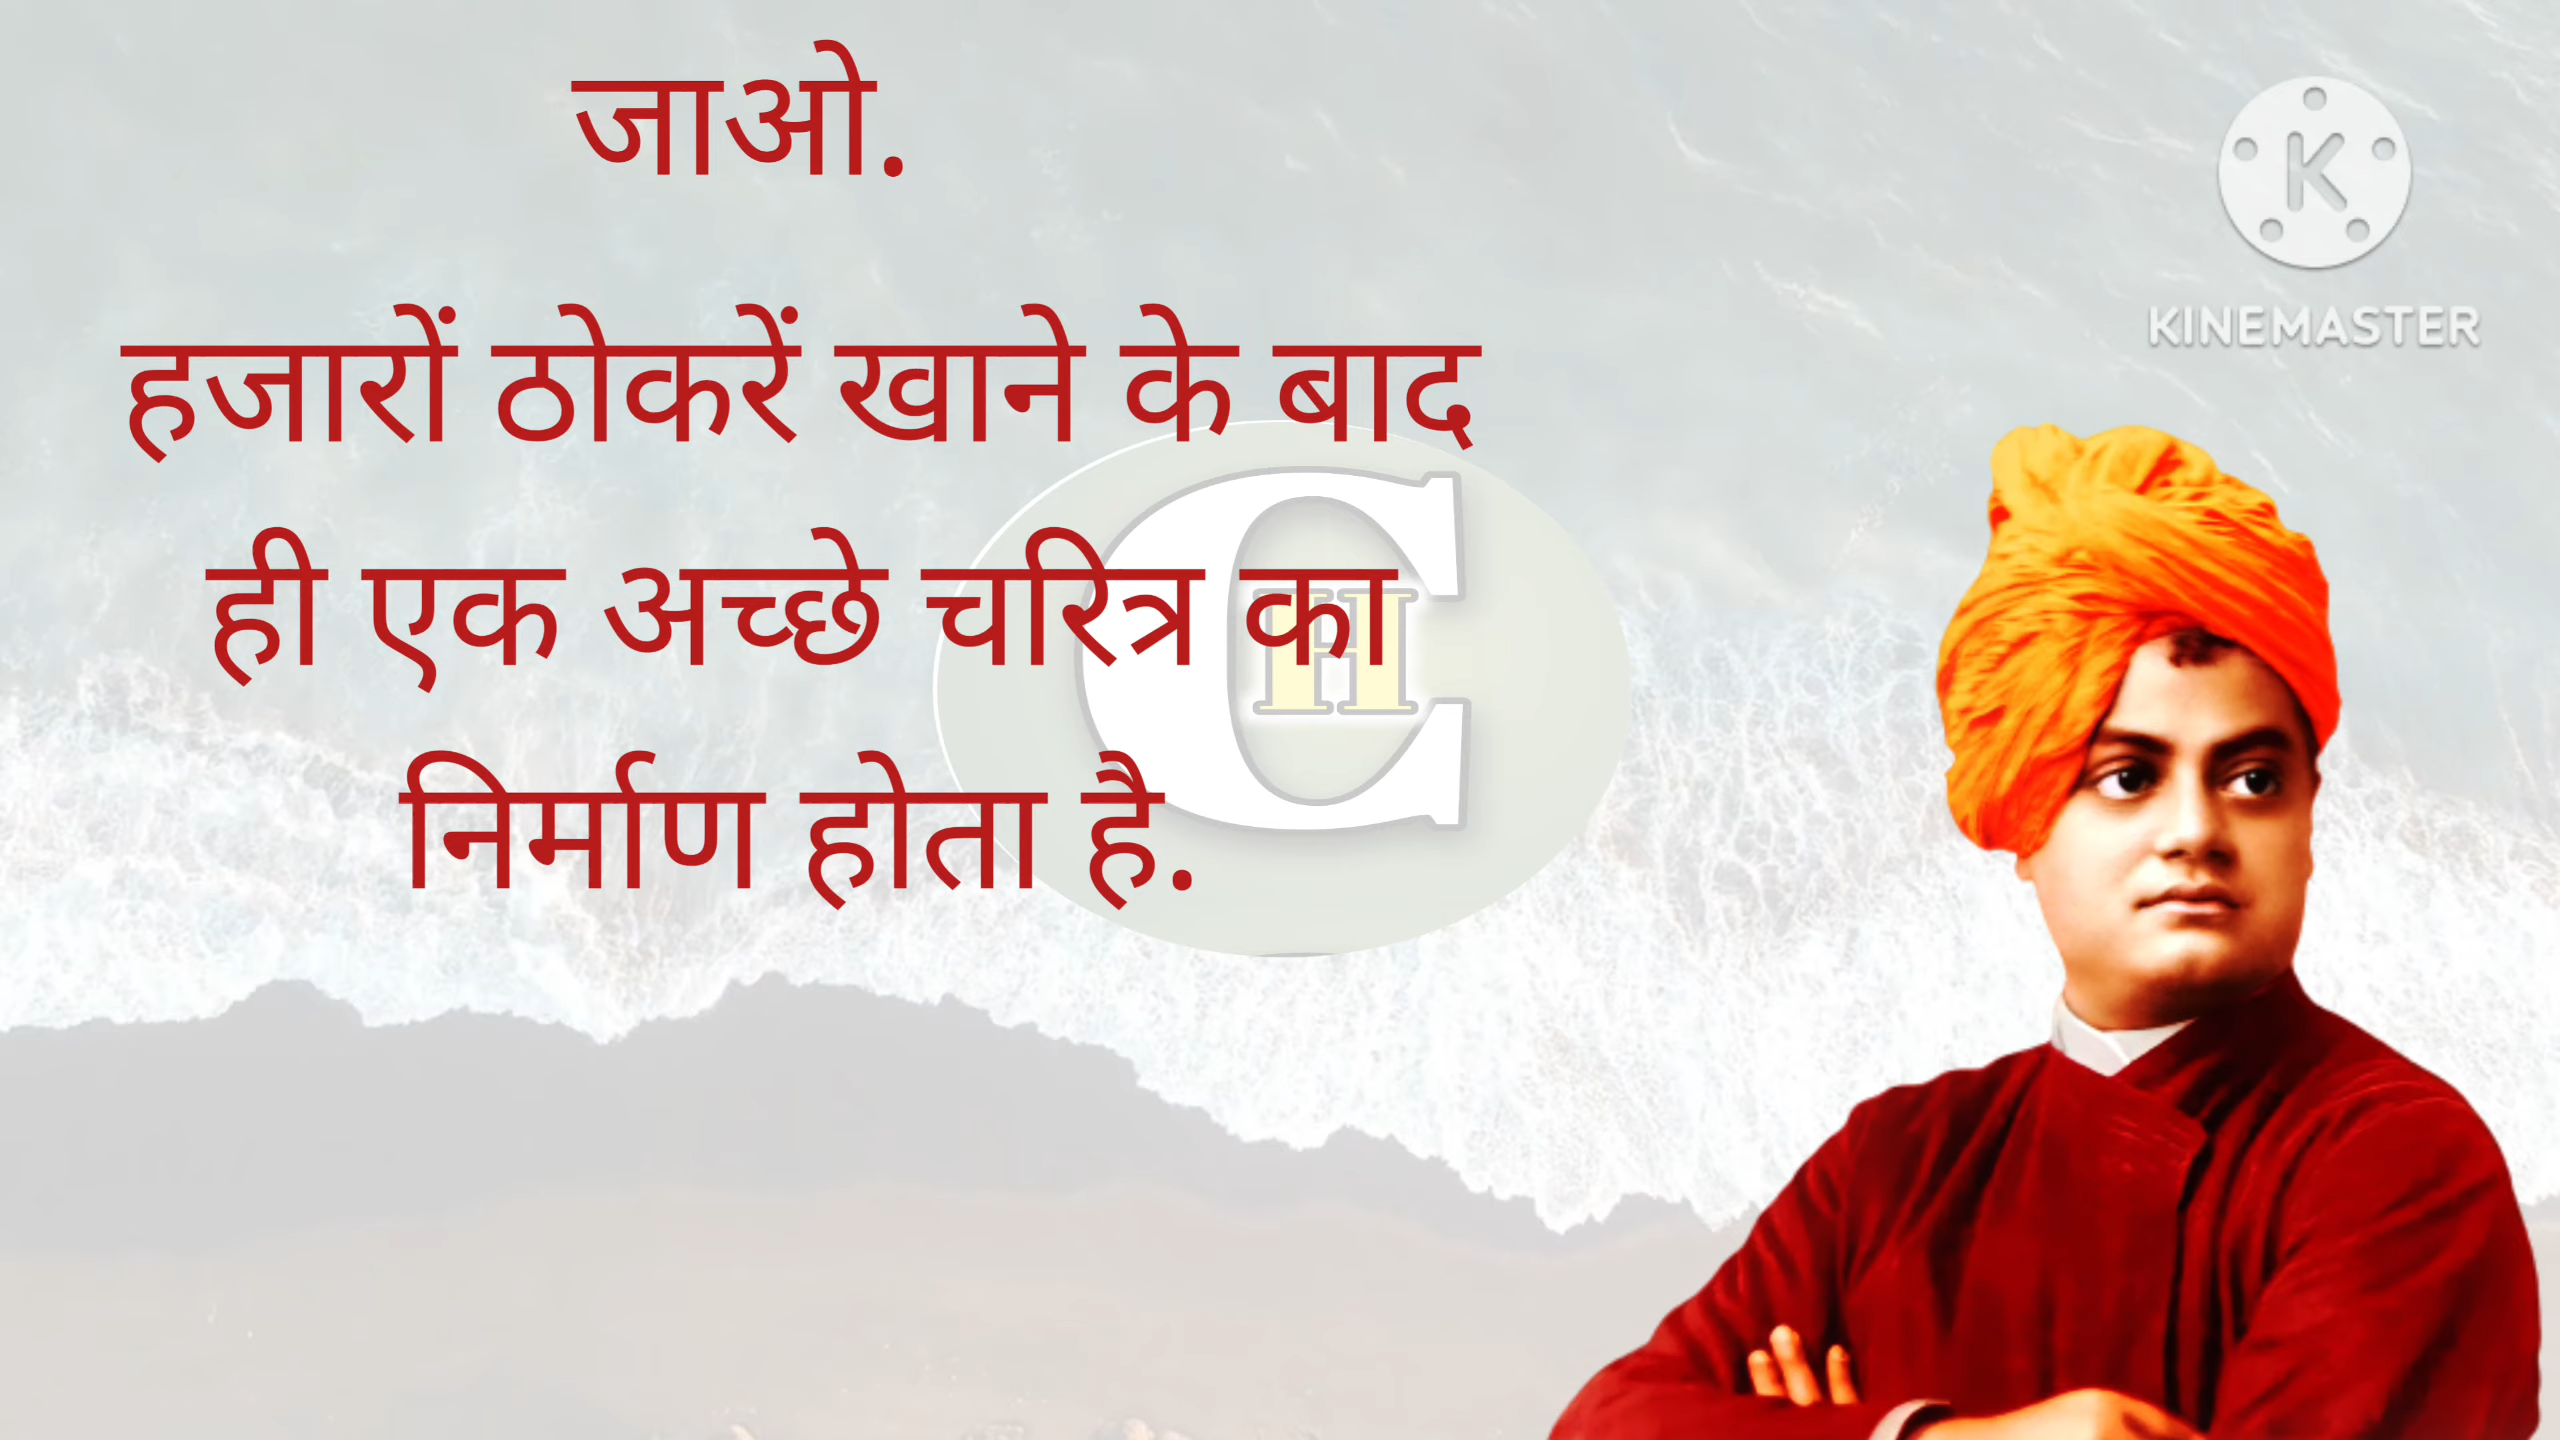 जाओ.
हजारों ठोकरें खाने के बाद
ही एक अच्छे चरित्र का
निर्माण होता है.
K
KINEMASTER
C
H